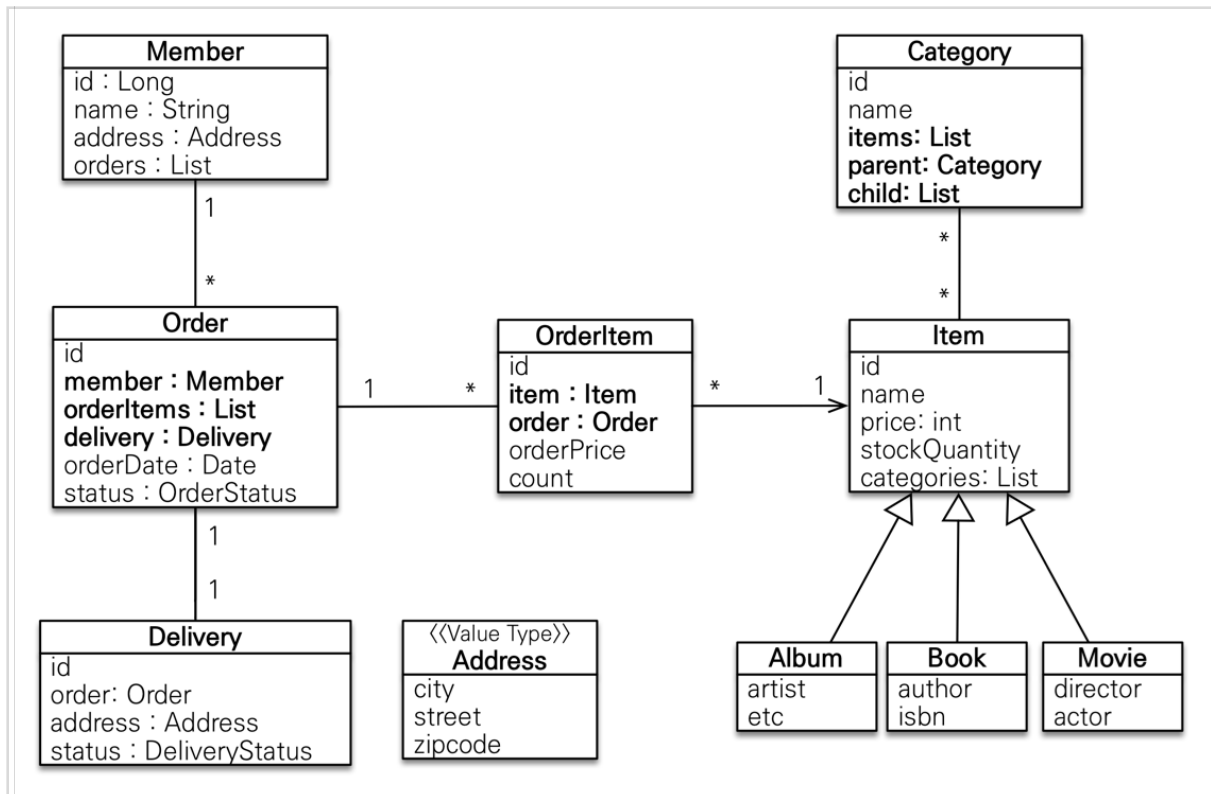 Member
id : Long
name : String
address : Address
orders : List
Category
id
name
items: List
parent: Category
child: List
1
*
*
*
Order
id
member : Member
orderItems : List
delivery : Delivery
orderDate : Date
status : OrderStatus
1
*
OrderItem
id
item : Item
order : Order
orderPrice
count
*
1
Item
id
name
price: int
stockQuantity
categories: List
1
1
Delivery
id
order: Order
address : Address
status : DeliveryStatus
《Value Type》
Address
city
street
zipcode
Album
artist
etc
Book
author
isbn
Movie
director
actor